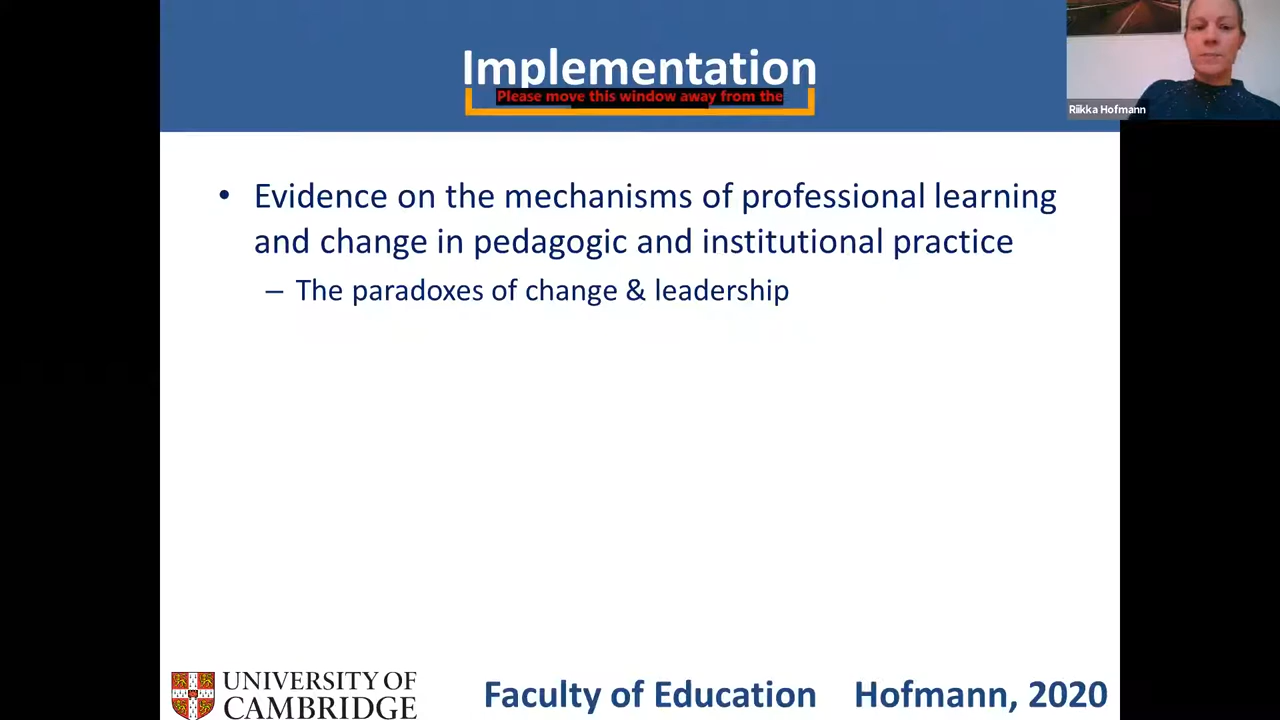 Implementation
Please move this window away from the
Riikka Hofmann
• Evidence on the mechanisms of professional learning
and change in pedagogic and institutional practice
– The paradoxes of change & leadership
UNIVERSITY OF
CAMBRIDGE
Faculty of Education Hofmann, 2020